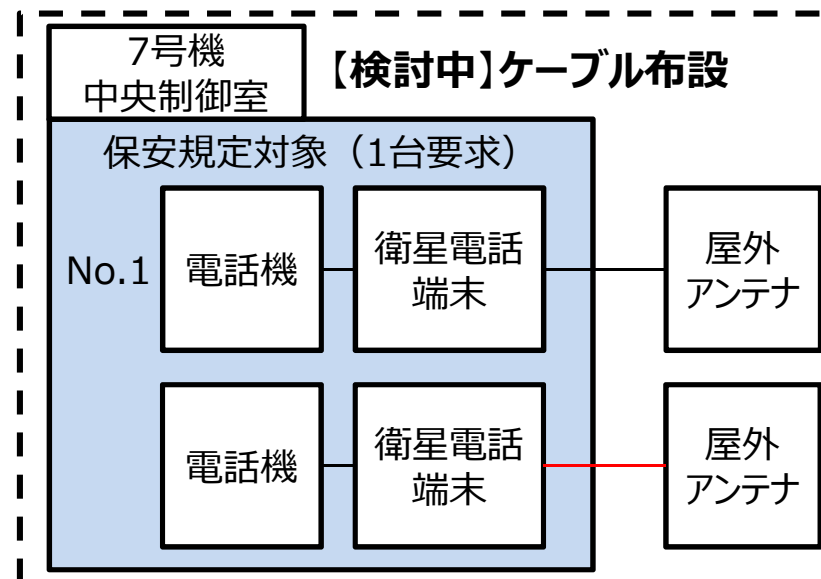 7号機
中央制御室
【検討中】ケーブル布設
保安規定対象（1台要求）
No.1
電話機
衛星電話
端末
屋外
アンテナ
電話機
衛星電話
端末
屋外
アンテナ